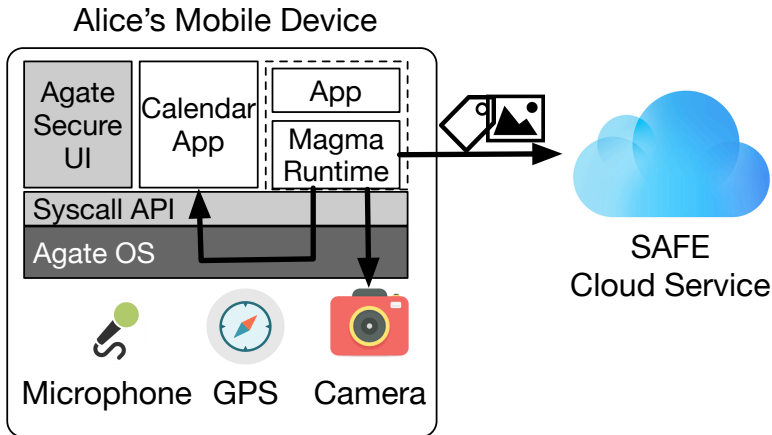 Alice’s Mobile Device
Agate
Secure
UI
Calendar
App
App
Magma
Runtime
Syscall API
Agate OS
Microphone
GPS
Camera
SAFE
Cloud Service